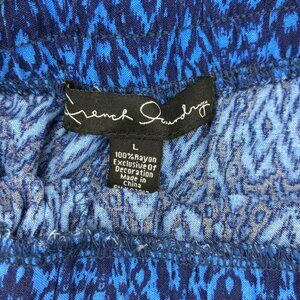 French Laundry
L
100% Rayon
Exclusive Of
Decoration
Made in
China